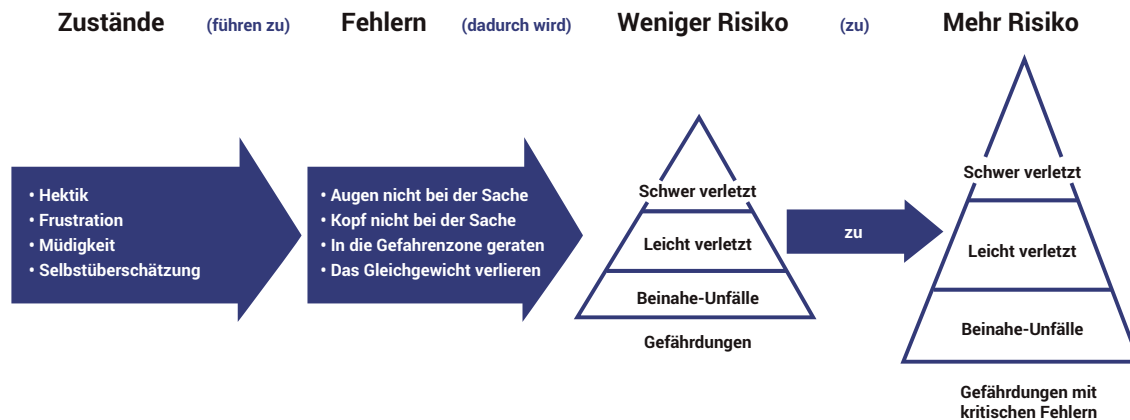 Zustände (führen zu) Fehlern (dadurch wird) Weniger Risiko (zu) Mehr Risiko
• Hektik
• Frustration
• Müdigkeit
• Selbstüberschätzung
• Augen nicht bei der Sache
• Kopf nicht bei der Sache
• In die Gefahrenzone geraten
• Das Gleichgewicht verlieren
Schwer verletzt
Leicht verletzt
Beinahe-Unfälle
Gefährdungen
zu
Schwer verletzt
Leicht verletzt
Beinahe-Unfälle
Gefährdungen mit
kritischen Fehlern